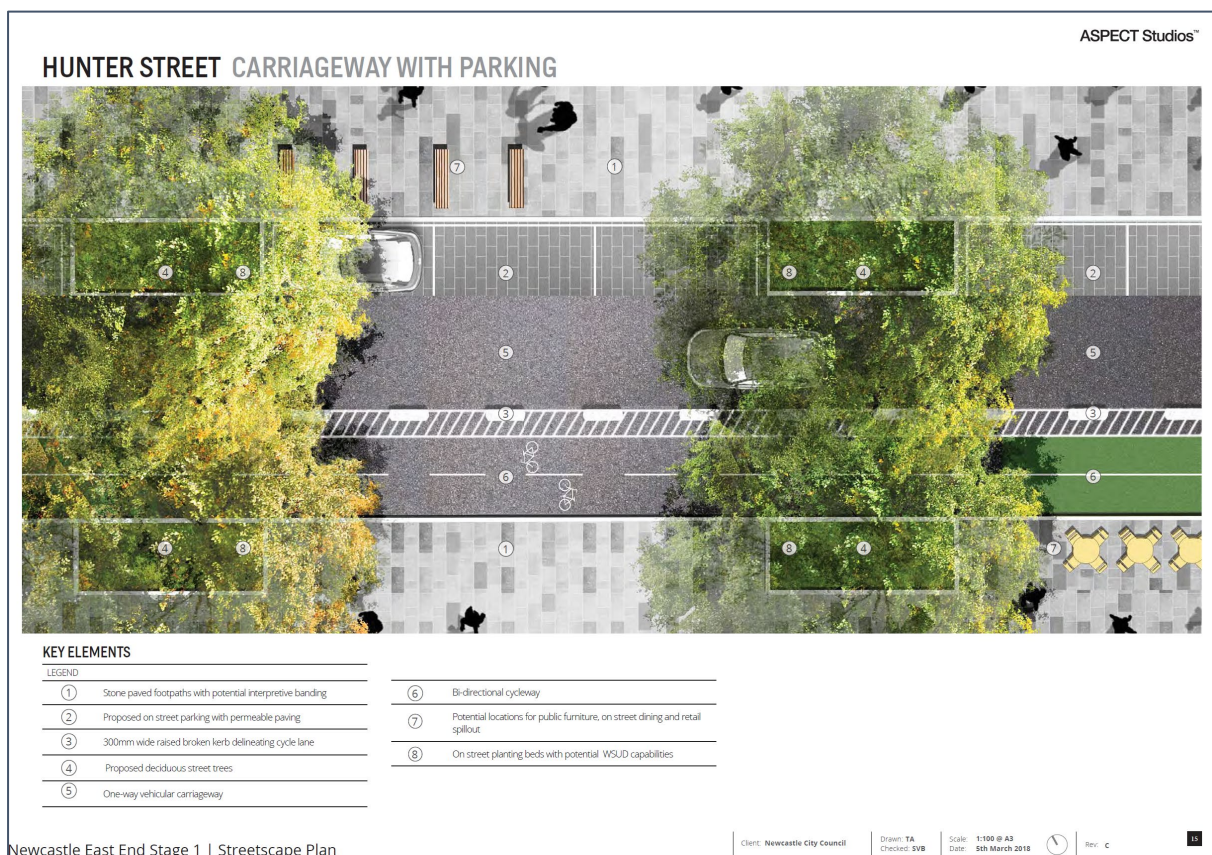 ASPECT Studios™
HUNTER STREET CARRIAGEWAY WITH PARKING
7
1
4
8
2
8
4
2
5
5
3
3
6
6
4
8
1
8
4
7
KEY ELEMENTS
LEGEND
1 Stone paved footpaths with potential interpretive banding
2 Proposed on street parking with permeable paving
3 300mm wide raised broken kerb delineating cycle lane
4 Proposed deciduous street trees
5 One-way vehicular carriageway
6 Bi-directional cycleway
7 Potential locations for public furniture, on street dining and retail
spillout
8 On street planting beds with potential WSUD capabilities
Newcastle East End Stage 1 | Streetscape Plan
Client: Newcastle City Council
Drawn: TA
Checked: SVB
Scale: 1:100 @ A3
Date: 5th March 2018
Rev: C
15